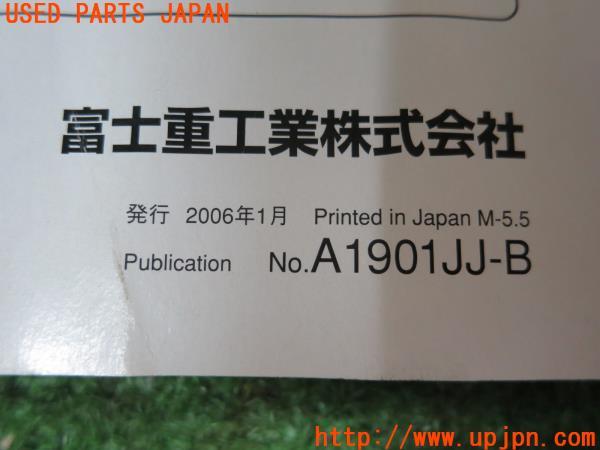 USED PARTS JAPAN
富士重工業株式会社
発行 2006年1月 Printed in Japan M-5.5
Publication No.A1901JJ-B
http://www.upjpn.com/